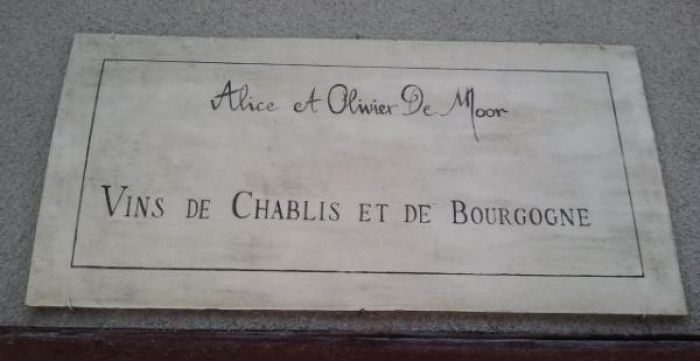 Alice et Olivier De Moor
VINS DE CHABLIS ET DE BOURGOGNE